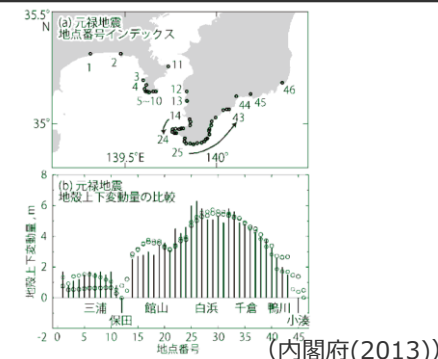 35.5°
N
(a) 元禄地震
地点番号インデックス
1
2
11
3
4
5~10
12
13
14
24
25
43
44
45
46
35°
139.5°E
140°
(b) 元禄地震
地殻上下変動量の比較
地殻上下変動量, m
8
6
4
2
0
-2
三浦
館山
白浜
千倉
鴨川
保田
小湊
0
5
10
15
20
25
30
35
40
45
地点番号
(内閣府(2013))